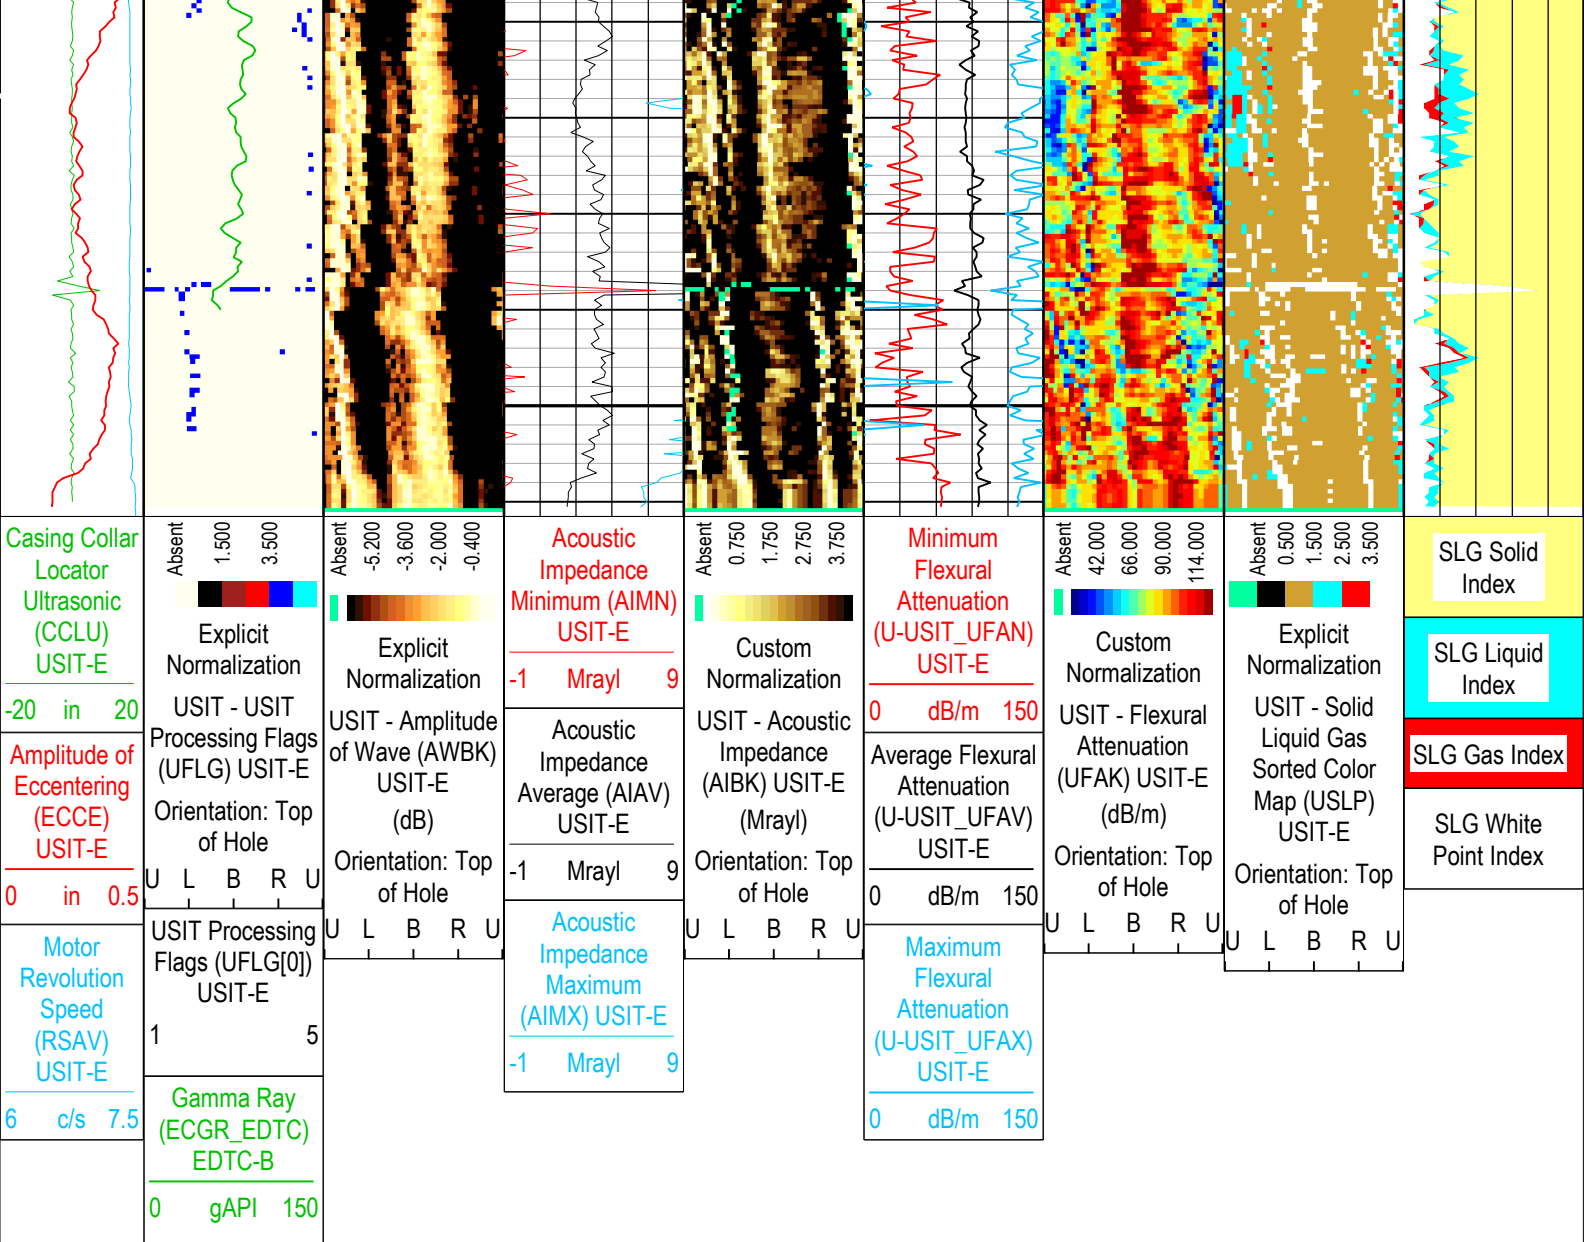 Casing Collar
Locator
Ultrasonic
(CCLU)
USIT-E
-20 in 20
Amplitude of
Eccentering
(ECCE)
USIT-E
0 in 0.5
Motor
Revolution
Speed
(RSAV)
USIT-E
6 c/s 7.5
Absent 1.500 3.500
Explicit
Normalization
USIT - USIT
Processing Flags
(UFLG) USIT-E
Orientation: Top
of Hole
U L B R U
USIT Processing
Flags (UFLG[0])
USIT-E
1 5
Gamma Ray
(ECGR_EDTC)
EDTC-B
0 gAPI 150
Absent -5.200 -3.600 -2.000 -0.400
Explicit
Normalization
USIT - Amplitude
of Wave (AWBK)
USIT-E
(dB)
Orientation: Top
of Hole
U L B R U
Acoustic
Impedance
Minimum (AIMN)
USIT-E
-1 Mrayl 9
Acoustic
Impedance
Average (AIAV)
USIT-E
-1 Mrayl 9
Acoustic
Impedance
Maximum
(AIMX) USIT-E
-1 Mrayl 9
Absent 0.750 1.750 2.750 3.750
Custom
Normalization
USIT - Acoustic
Impedance
(AIBK) USIT-E
(Mrayl)
Orientation: Top
of Hole
U L B R U
Minimum
Flexural
Attenuation
(U-USIT_UFAN)
USIT-E
0 dB/m 150
Average Flexural
Attenuation
(U-USIT_UFAV)
USIT-E
0 dB/m 150
Maximum
Flexural
Attenuation
(U-USIT_UFAX)
USIT-E
0 dB/m 150
Absent 42.000 66.000 90.000 114.000
Custom
Normalization
USIT - Flexural
Attenuation
(UFAK) USIT-E
(dB/m)
Orientation: Top
of Hole
U L B R U
Absent 0.500 1.500 2.500 3.500
Explicit
Normalization
USIT - Solid
Liquid Gas
Sorted Color
Map (USLP)
USIT-E
Orientation: Top
of Hole
U L B R U
SLG Solid
Index
SLG Liquid
Index
SLG Gas Index
SLG White
Point Index